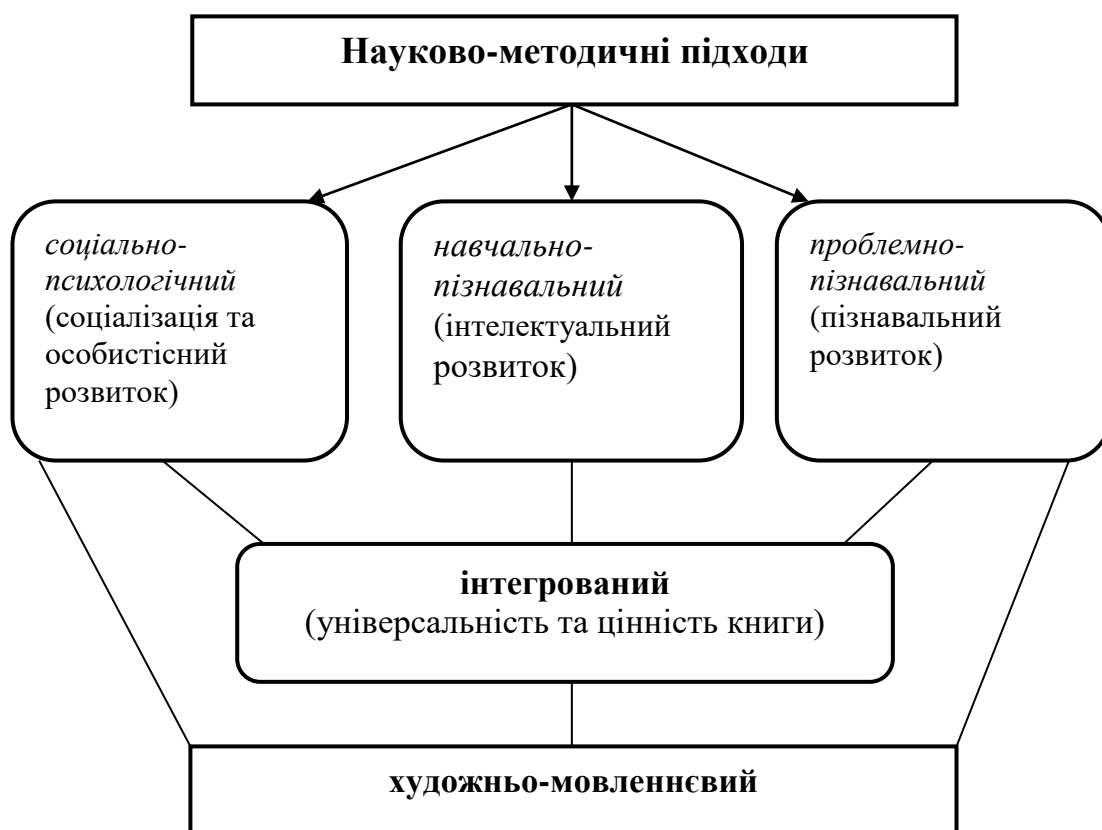 Науково-методичні підходи
соціально-
психологічний
(соціалізація та
особистісний
розвиток)
навчально-
пізнавальний
(інтелектуальний
розвиток)
проблемно-
пізнавальний
(пізнавальний
розвиток)
інтегрований
(універсальність та цінність книги)
художньо-мовленнєвий